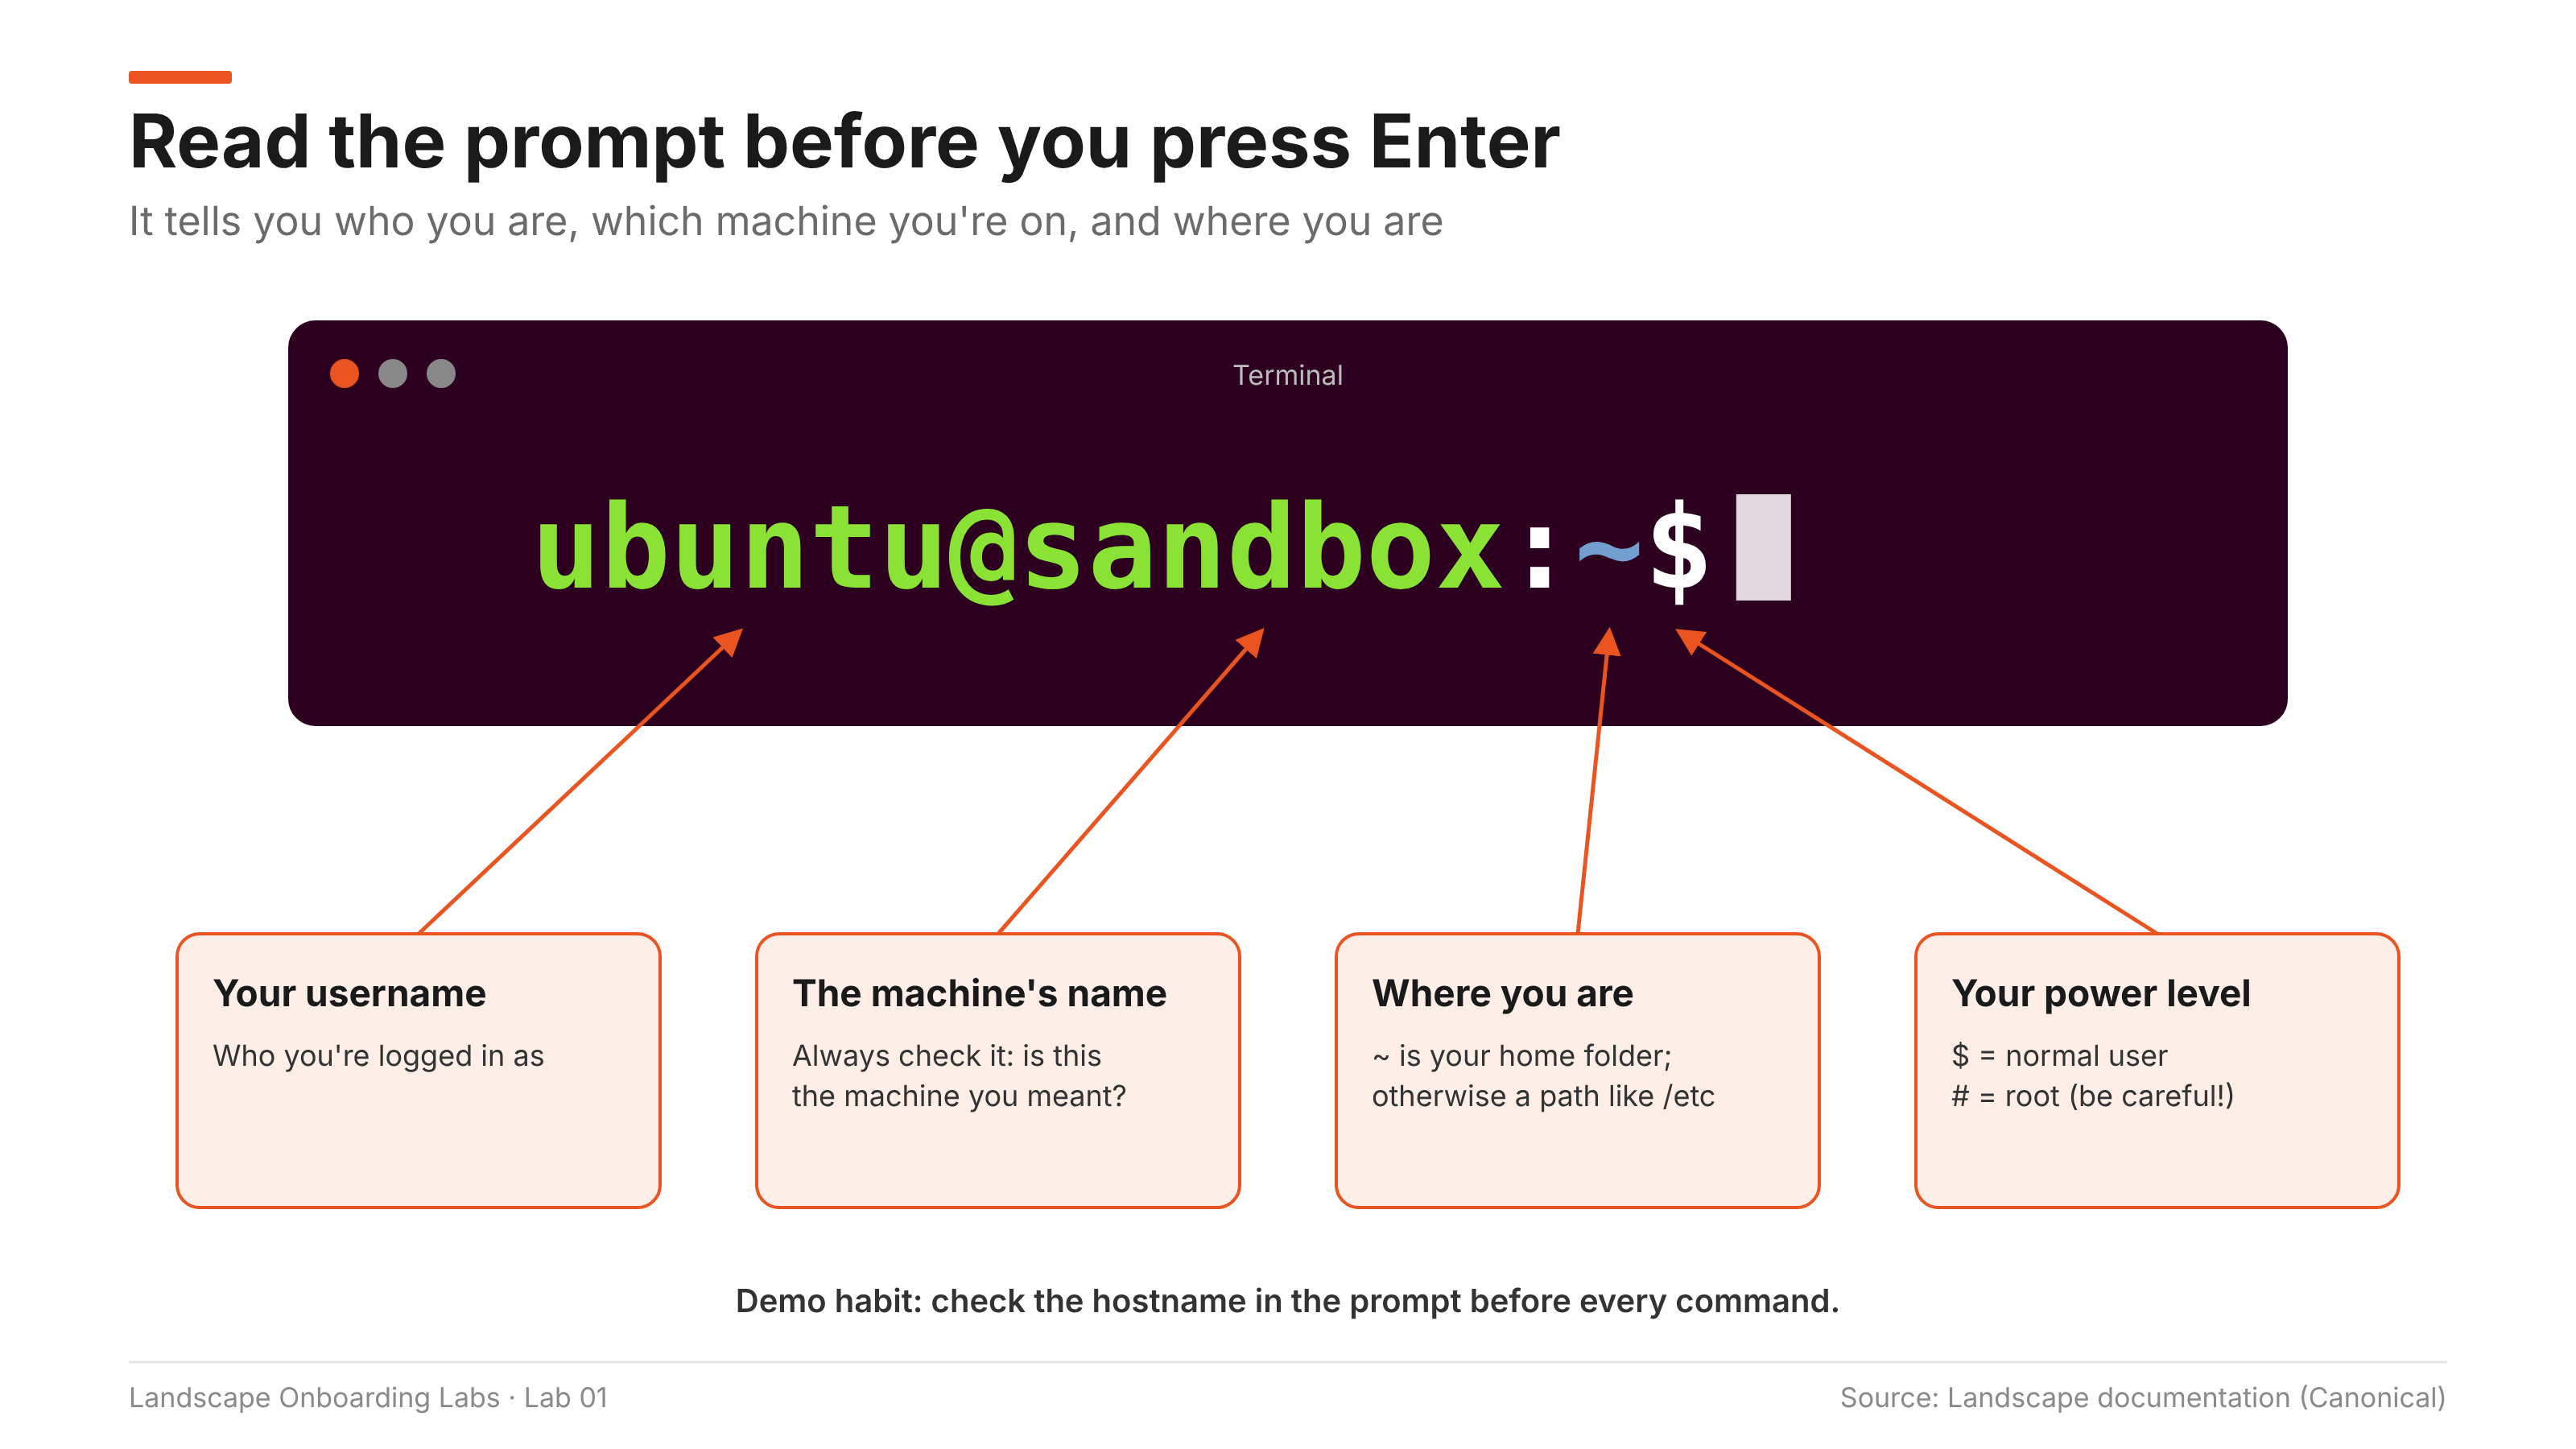 Read the prompt before you press Enter
It tells you who you are, which machine you're on, and where you are
Terminal
ubuntu@sandbox:~$
Your username
Who you're logged in as
The machine's name
Always check it: is this
the machine you meant?
Where you are
~ is your home folder;
otherwise a path like /etc
Your power level
$ = normal user
# = root (be careful!)
Demo habit: check the hostname in the prompt before every command.
Landscape Onboarding Labs · Lab 01
Source: Landscape documentation (Canonical)